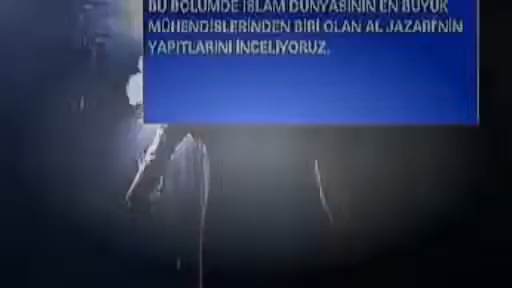 BU BÖLÜMDE İSLAM DÜNYASININ EN BÜYÜK
MÜHENDİSLERİNDEN BİRİ OLAN AL JAZARİ'NİN
YAPITLARINI İNCELİYORUZ.